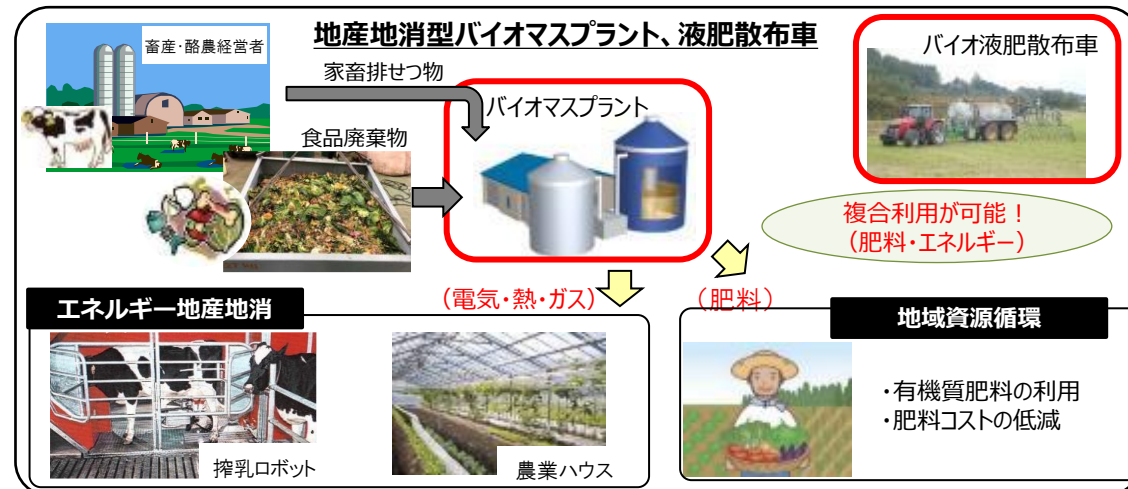 地産地消型バイオマスプラント、液肥散布車
畜産・酪農経営者
家畜排せつ物
食品廃棄物
バイオマスプラント
バイオ液肥散布車
複合利用が可能！
（肥料・エネルギー）
（電気・熱・ガス）
（肥料）
エネルギー地産地消
搾乳ロボット
農業ハウス
地域資源循環
・有機質肥料の利用
・肥料コストの低減